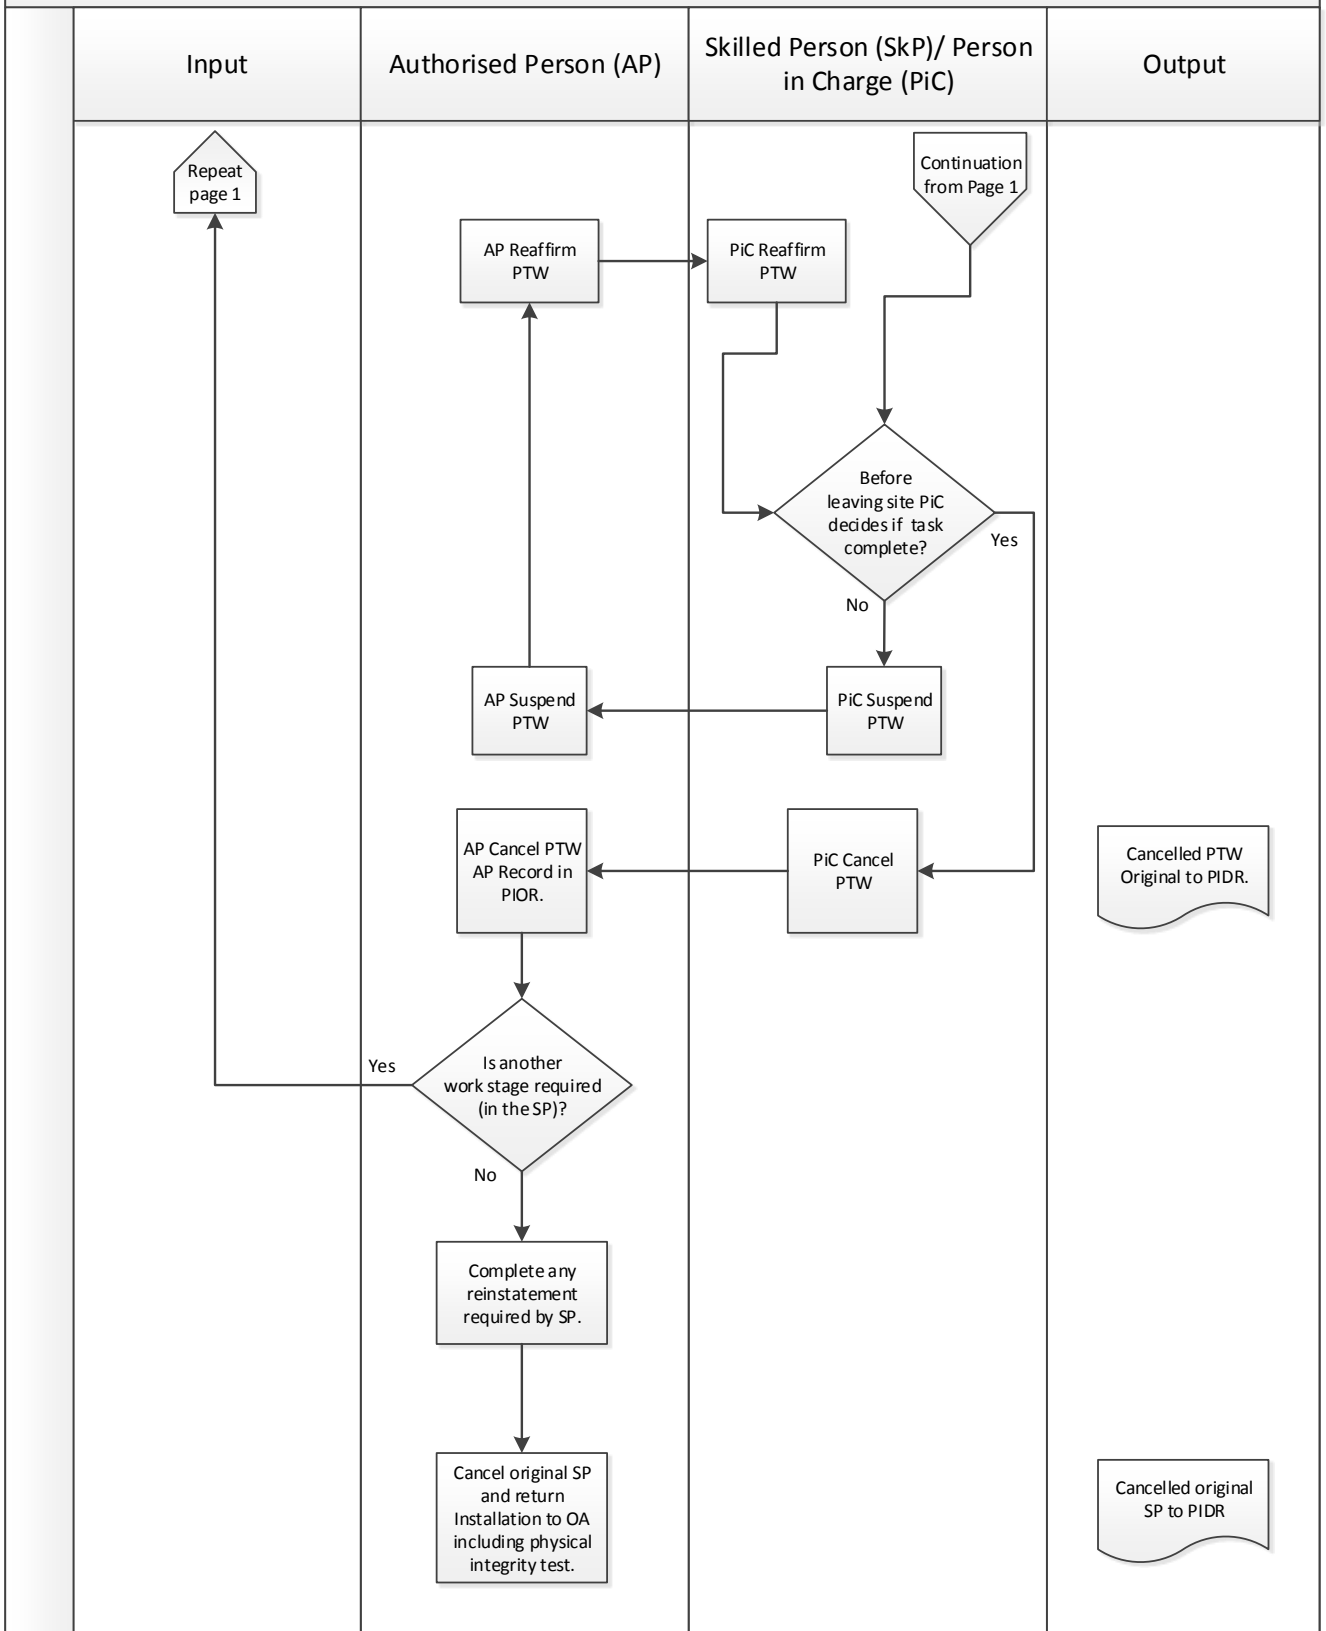 Input
Authorised Person (AP)
Skilled Person (SkP)/ Person
in Charge (PiC)
Output
Repeat
page 1
Continuation
from Page 1
AP Reaffirm
PTW
PiC Reaffirm
PTW
Before
leaving site PiC
decides if task
complete?
Yes
No
AP Suspend
PTW
PiC Suspend
PTW
AP Cancel PTW
AP Record in
PIOR.
PiC Cancel
PTW
Cancelled PTW
Original to PIDR.
Yes
Is another
work stage required
(in the SP)?
No
Complete any
reinstatement
required by SP.
Cancel original SP
and return
Installation to OA
including physical
integrity test.
Cancelled original
SP to PIDR